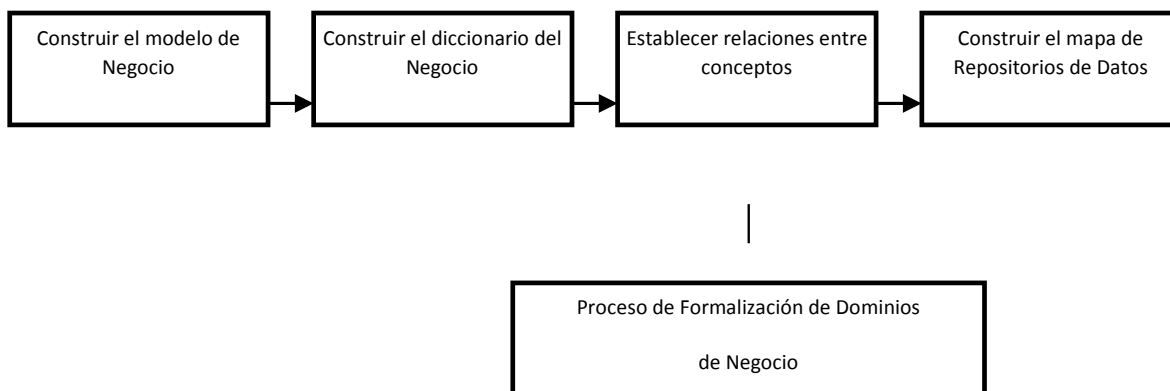 Construir el modelo de
Negocio
Construir el diccionario del
Negocio
Establecer relaciones entre
conceptos
Construir el mapa de
Repositorios de Datos
Proceso de Formalización de Dominios
de Negocio